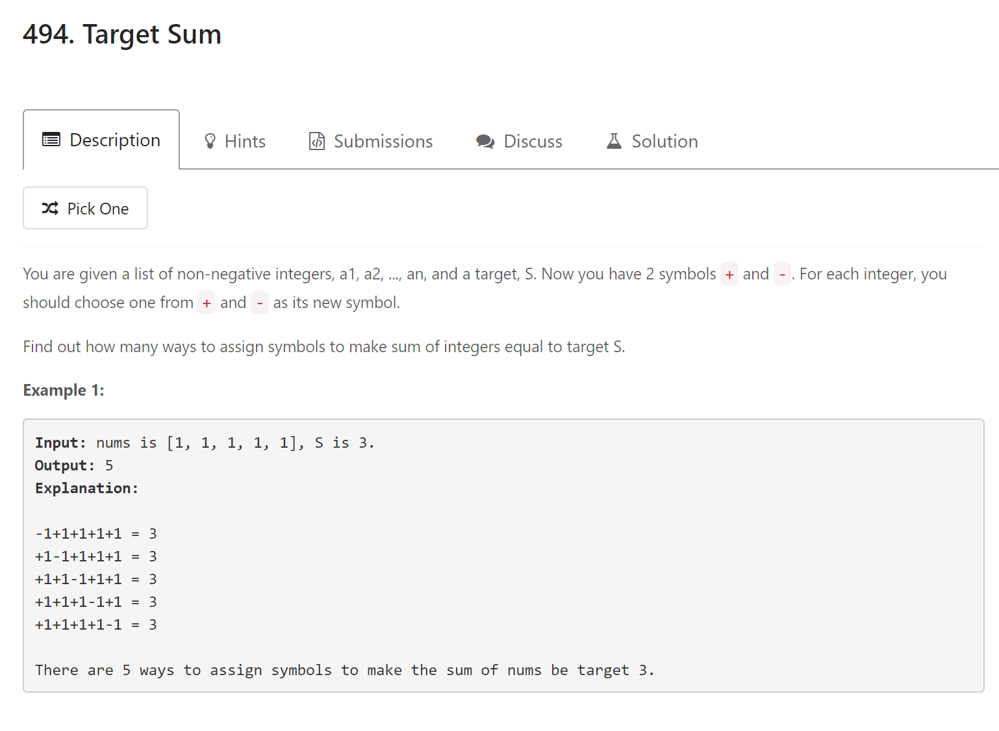 494. Target Sum
Description
Hints
Submissions
Discuss
Solution
Pick One
You are given a list of non-negative integers, a1, a2, ..., an, and a target, S. Now you have 2 symbols + and - . For each integer, you
should choose one from + and - as its new symbol.
Find out how many ways to assign symbols to make sum of integers equal to target S.
Example 1:
Input: nums is [1, 1, 1, 1, 1], S is 3.
Output: 5
Explanation:
-1+1+1+1+1 = 3
+1-1+1+1+1 = 3
+1+1-1+1+1 = 3
+1+1+1-1+1 = 3
+1+1+1+1-1 = 3
There are 5 ways to assign symbols to make the sum of nums be target 3.